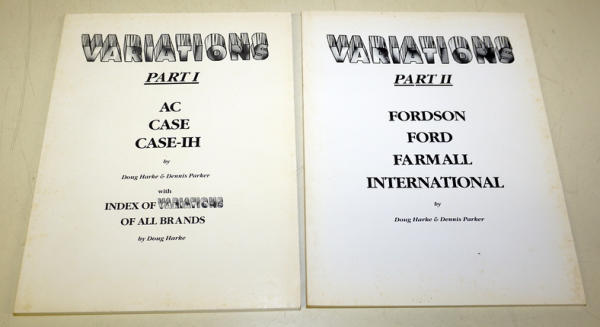 VARIATIONS
PART I
AC
CASE
CASE-IH
by
Doug Harke & Dennis Parker
with
INDEX OF VARIATIONS
OF ALL BRANDS
by Doug Harke
VARIATIONS
PART II
FORDSON
FORD
FARMALL
INTERNATIONAL
by
Doug Harke & Dennis Parker